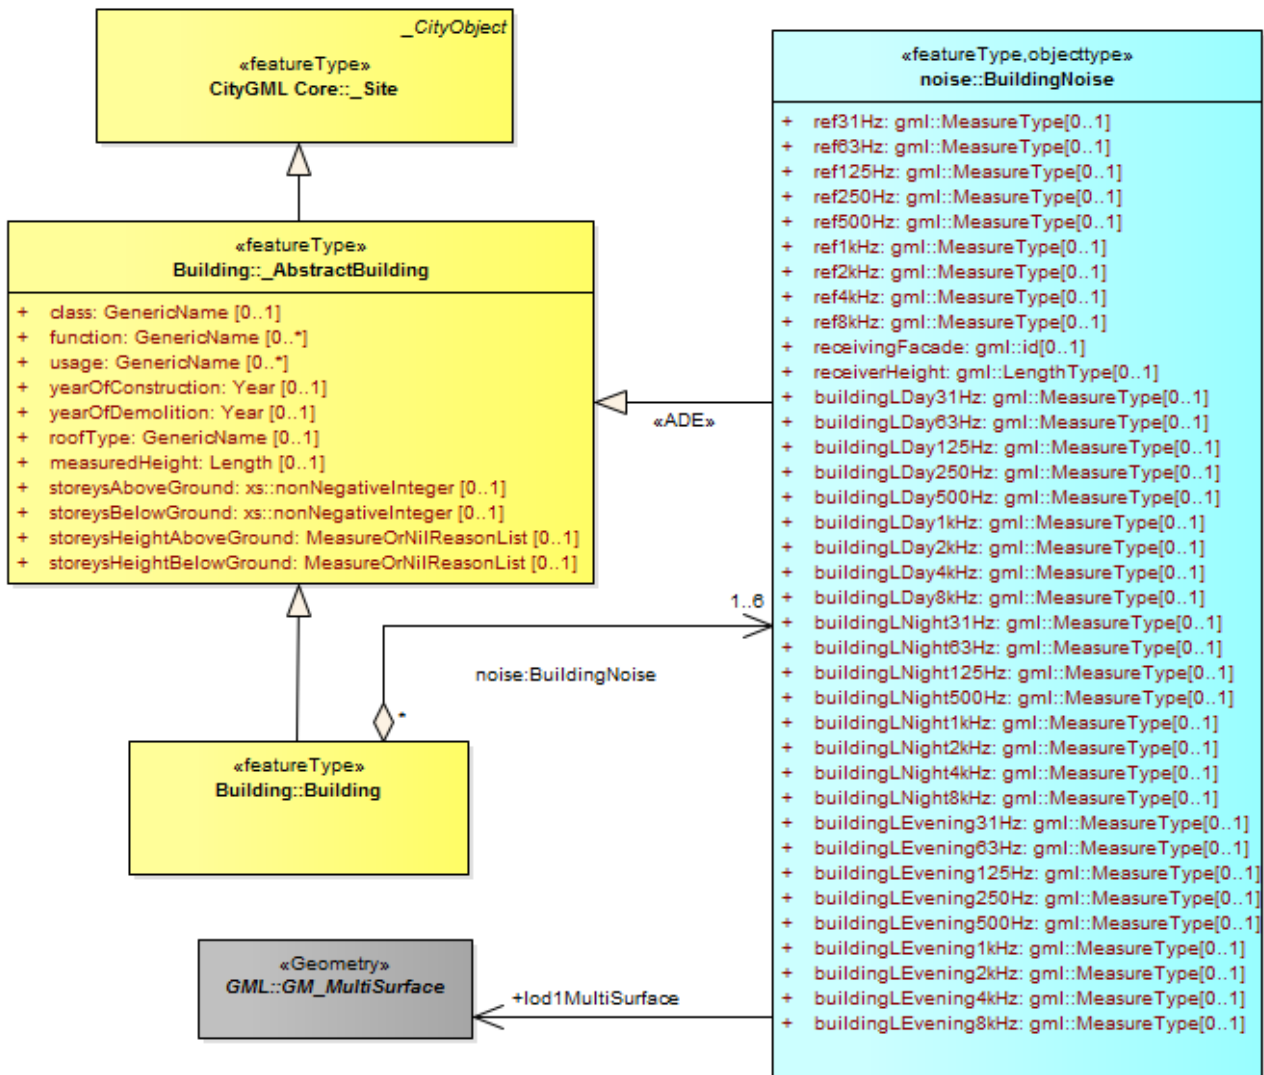 _CityObject
«featureType»
CityGML Core::_Site
«featureType»
Building::_AbstractBuilding
+ class: GenericName [0..1]
+ function: GenericName [0..*]
+ usage: GenericName [0..*]
+ yearOfConstruction: Year [0..1]
+ yearOfDemolition: Year [0..1]
+ roofType: GenericName [0..1]
+ measuredHeight: Length [0..1]
+ storeysAboveGround: xs::nonNegativeInteger [0..1]
+ storeysBelowGround: xs::nonNegativeInteger [0..1]
+ storeysHeightAboveGround: MeasureOrNilReasonList [0..1]
+ storeysHeightBelowGround: MeasureOrNilReasonList [0..1]
«ADE»
1..6
noise:BuildingNoise
*
«featureType»
Building::Building
«Geometry»
GML::GM_MultiSurface
+lod1MultiSurface
«featureType,objecttype»
noise::BuildingNoise
+ ref31Hz: gml::MeasureType[0..1]
+ ref63Hz: gml::MeasureType[0..1]
+ ref125Hz: gml::MeasureType[0..1]
+ ref250Hz: gml::MeasureType[0..1]
+ ref500Hz: gml::MeasureType[0..1]
+ ref1kHz: gml::MeasureType[0..1]
+ ref2kHz: gml::MeasureType[0..1]
+ ref4kHz: gml::MeasureType[0..1]
+ ref8kHz: gml::MeasureType[0..1]
+ receivingFacade: gml::id[0..1]
+ receiverHeight: gml::LengthType[0..1]
+ buildingLDay31Hz: gml::MeasureType[0..1]
+ buildingLDay63Hz: gml::MeasureType[0..1]
+ buildingLDay125Hz: gml::MeasureType[0..1]
+ buildingLDay250Hz: gml::MeasureType[0..1]
+ buildingLDay500Hz: gml::MeasureType[0..1]
+ buildingLDay1kHz: gml::MeasureType[0..1]
+ buildingLDay2kHz: gml::MeasureType[0..1]
+ buildingLDay4kHz: gml::MeasureType[0..1]
+ buildingLDay8kHz: gml::MeasureType[0..1]
+ buildingLNight31Hz: gml::MeasureType[0..1]
+ buildingLNight63Hz: gml::MeasureType[0..1]
+ buildingLNight125Hz: gml::MeasureType[0..1]
+ buildingLNight500Hz: gml::MeasureType[0..1]
+ buildingLNight1kHz: gml::MeasureType[0..1]
+ buildingLNight2kHz: gml::MeasureType[0..1]
+ buildingLNight4kHz: gml::MeasureType[0..1]
+ buildingLNight8kHz: gml::MeasureType[0..1]
+ buildingLEvening31Hz: gml::MeasureType[0..1]
+ buildingLEvening63Hz: gml::MeasureType[0..1]
+ buildingLEvening125Hz: gml::MeasureType[0..1]
+ buildingLEvening250Hz: gml::MeasureType[0..1]
+ buildingLEvening500Hz: gml::MeasureType[0..1]
+ buildingLEvening1kHz: gml::MeasureType[0..1]
+ buildingLEvening2kHz: gml::MeasureType[0..1]
+ buildingLEvening4kHz: gml::MeasureType[0..1]
+ buildingLEvening8kHz: gml::MeasureType[0..1]